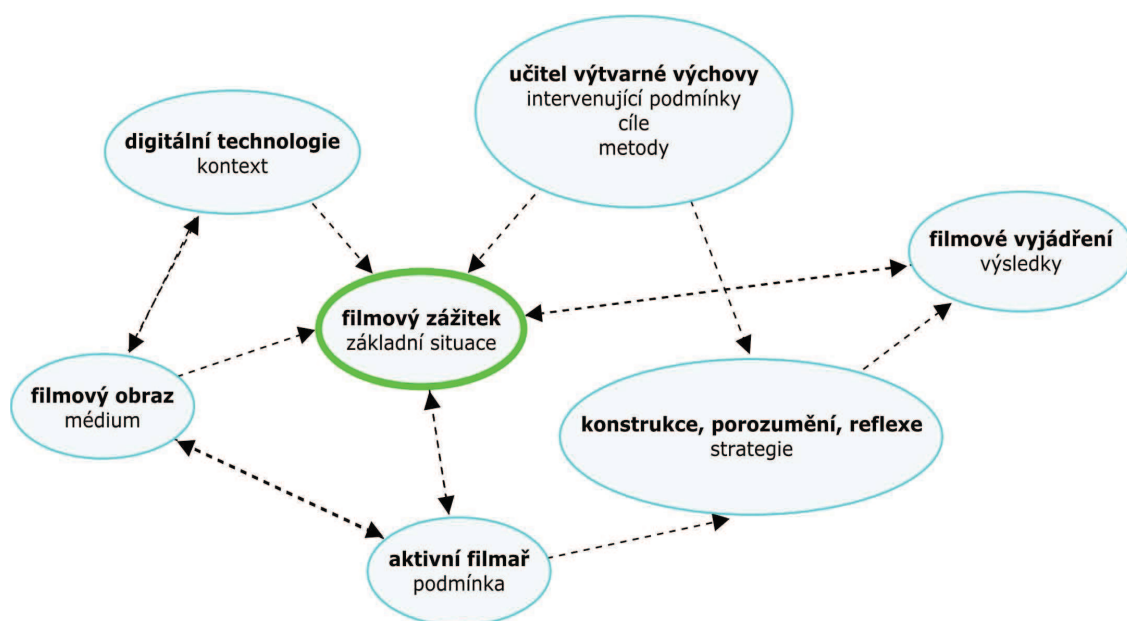 učitel výtvarné výchovy
intervenující podmínky
cíle
metody
digitální technologie
kontext
filmové vyjádření
výsledky
filmový zážitek
základní situace
filmový obraz
médium
konstrukce, porozumění, reflexe
strategie
aktivní filmař
podmínka